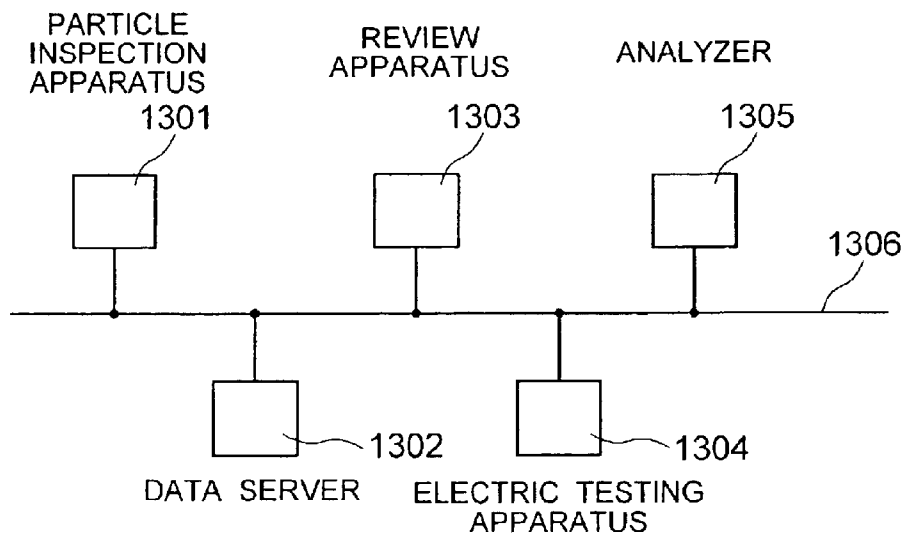 PARTICLE
INSPECTION
APPARATUS
1301
REVIEW
APPARATUS
1303
ANALYZER
1305
1306
1302
DATA SERVER
1304
ELECTRIC TESTING
APPARATUS